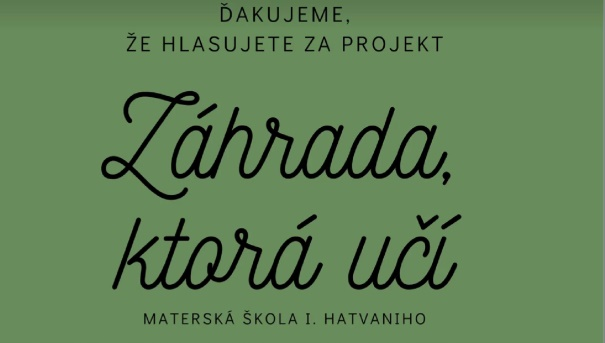 ĎAKUJEME,
ŽE HLASUJETE ZA PROJEKT
Záhrada,
ktorá učí
MATERSKÁ ŠKOLA I. HATVANIHO